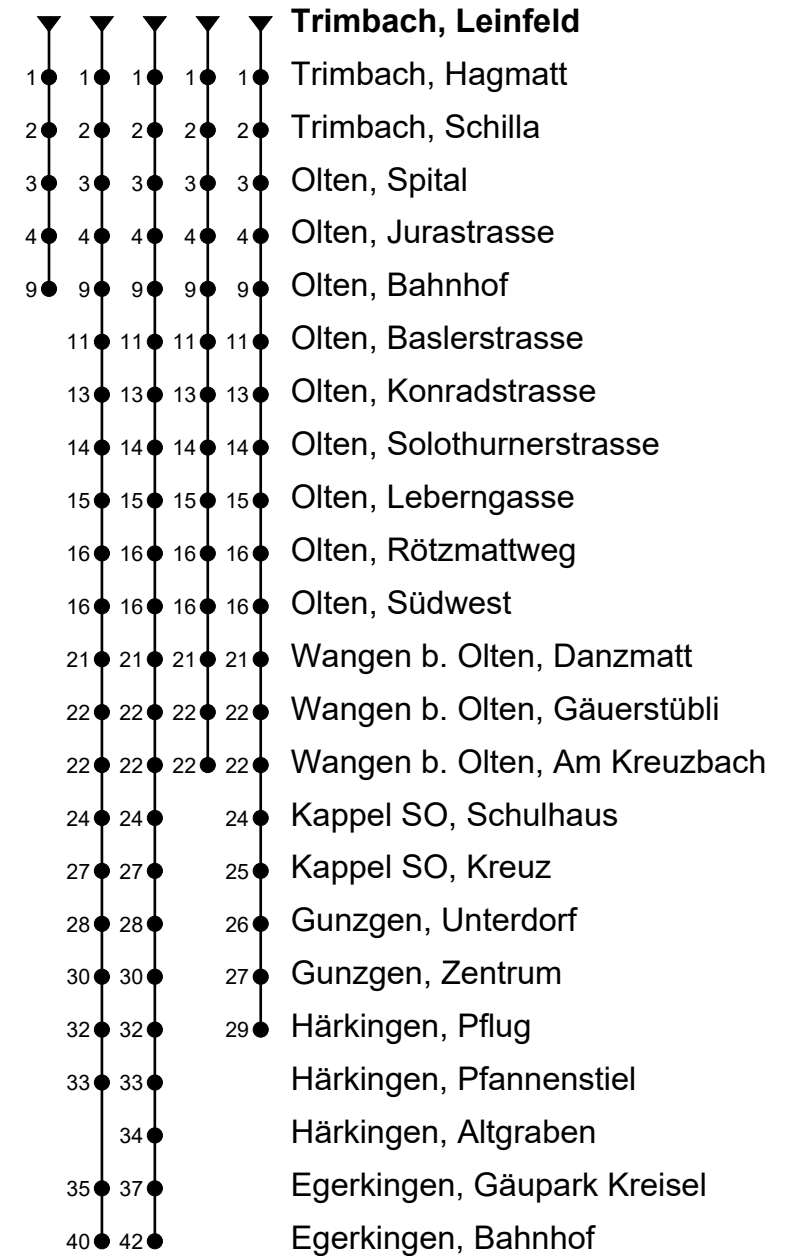 Trimbach, Leinfeld
1 1 1 1 1 Trimbach, Hagmatt
2 2 2 2 2 Trimbach, Schilla
3 3 3 3 3 Olten, Spital
4 4 4 4 4 Olten, Jurastrasse
9 9 9 9 9 Olten, Bahnhof
11 11 11 11 Olten, Baslerstrasse
13 13 13 13 Olten, Konradstrasse
14 14 14 14 Olten, Solothurnerstrasse
15 15 15 15 Olten, Leberngasse
16 16 16 16 Olten, Rötzmattweg
16 16 16 16 Olten, Südwest
21 21 21 21 Wangen b. Olten, Danzmatt
22 22 22 22 Wangen b. Olten, Gäuerstübli
22 22 22 22 Wangen b. Olten, Am Kreuzbach
24 24 24 Kappel SO, Schulhaus
27 27 25 Kappel SO, Kreuz
28 28 26 Gunzgen, Unterdorf
30 30 27 Gunzgen, Zentrum
32 32 29 Härkingen, Pflug
33 33 Härkingen, Pfannenstiel
34 Härkingen, Altgraben
35 37 Egerkingen, Gäupark Kreisel
40 42 Egerkingen, Bahnhof